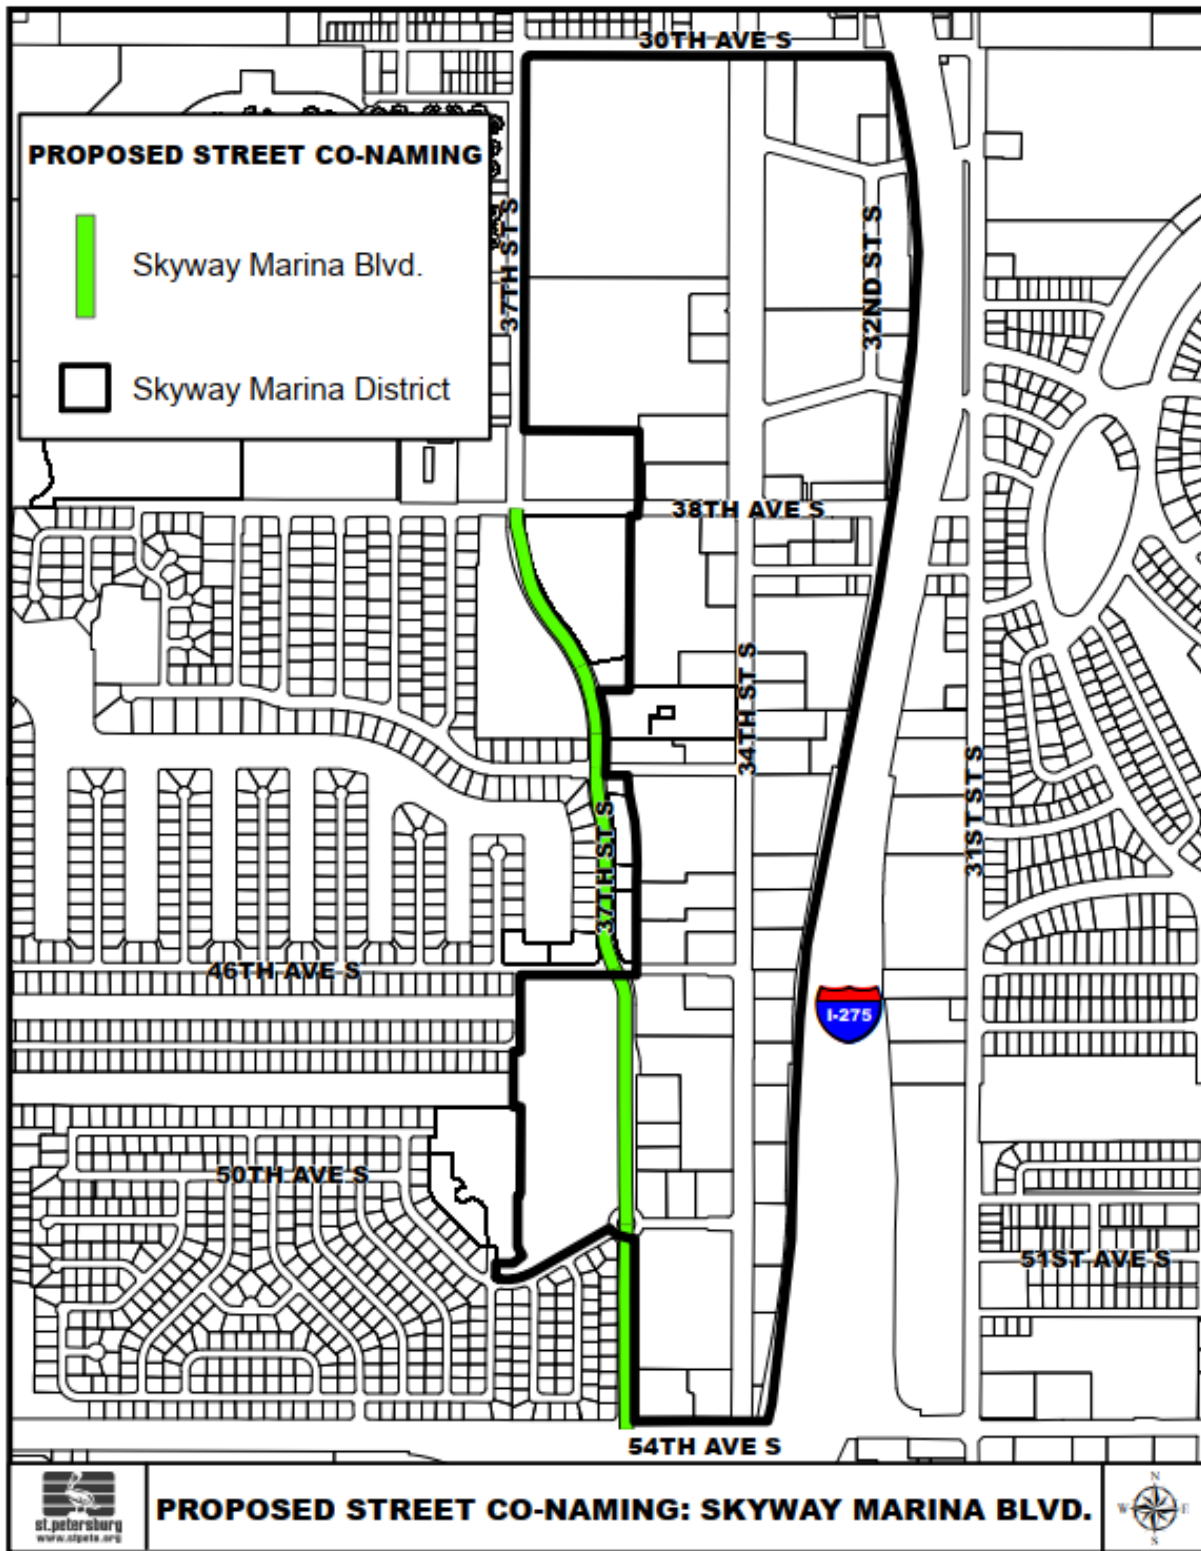 30TH AVE S
PROPOSED STREET CO-NAMING
Skyway Marina Blvd.
Skyway Marina District
37TH ST S
32ND ST S
38TH AVE S
34TH ST S
31ST ST S
37TH ST S
46TH AVE S
I-275
50TH AVE S
51ST AVE S
54TH AVE S
st.petersburg
www.stpete.org
PROPOSED STREET CO-NAMING: SKYWAY MARINA BLVD.
N
W E
S